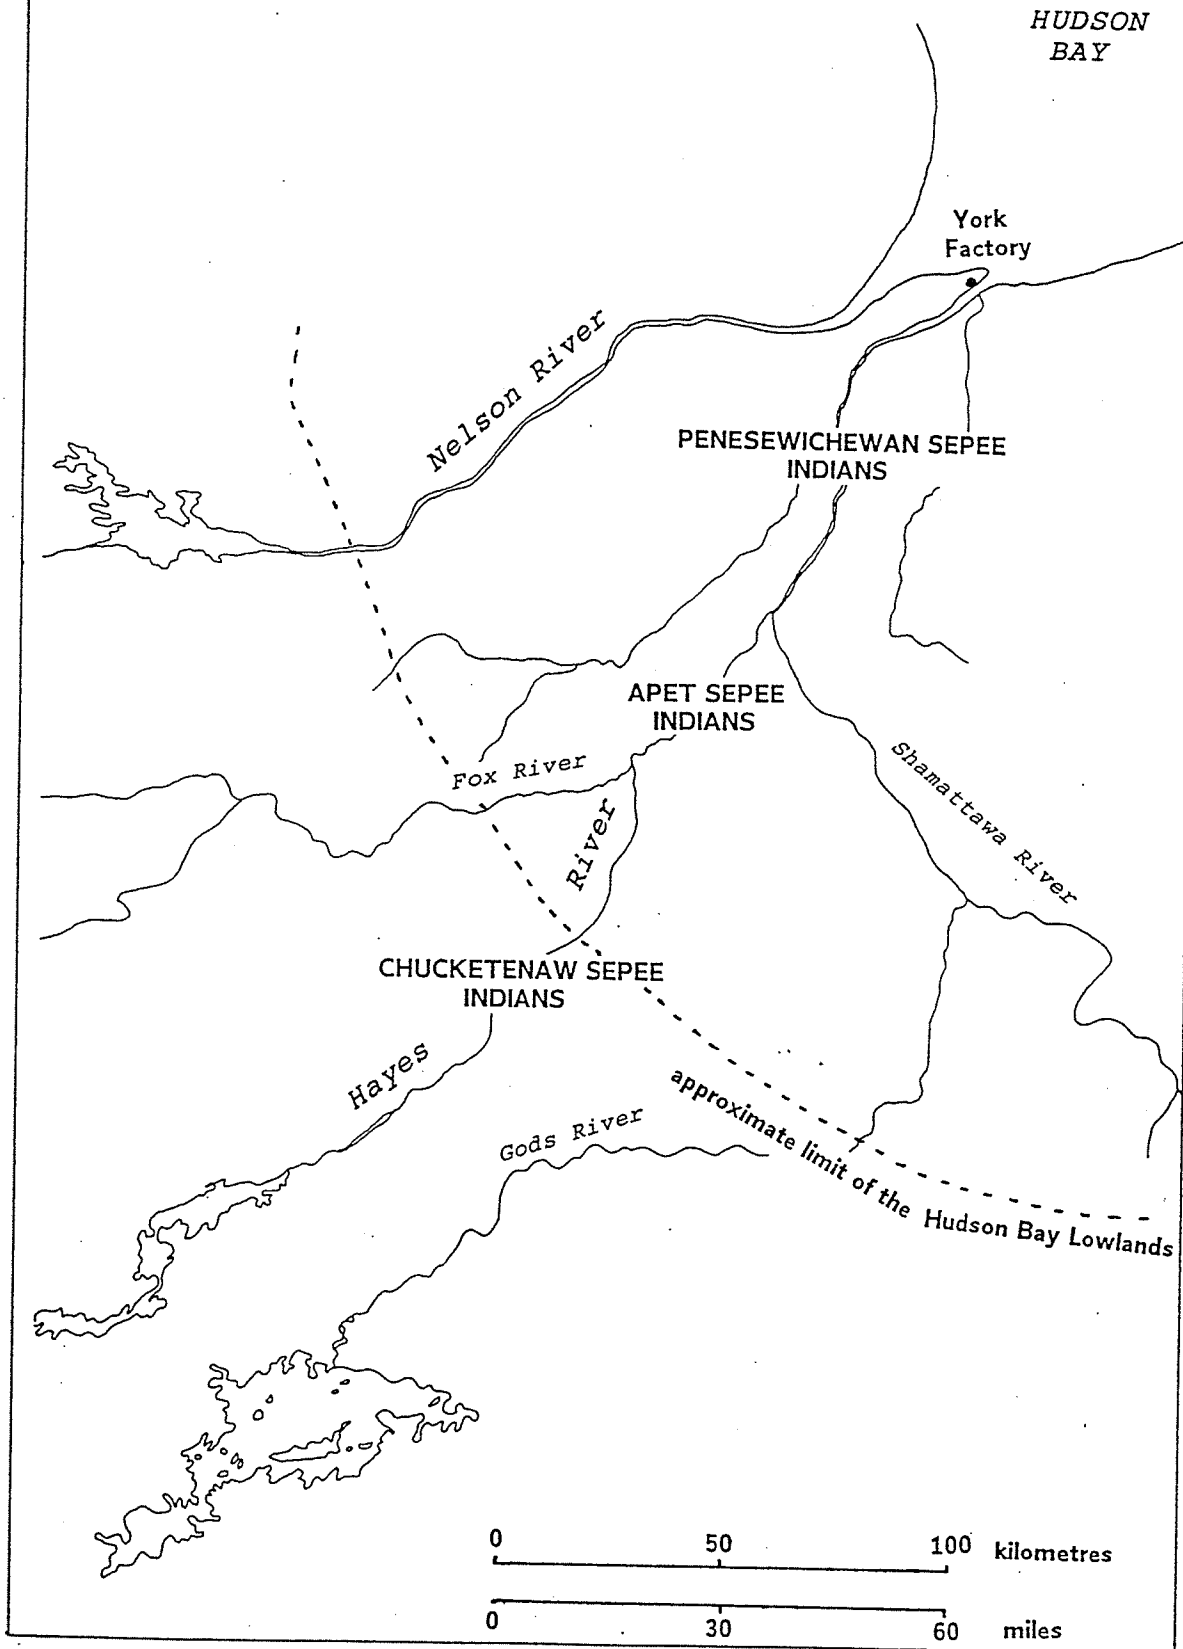 HUDSON
BAY
York
Factory
Nelson River
PENESEWICHEWAN SEPEE
INDIANS
APET SEPEE
INDIANS
Fox River
Shamattawa River
River
CHUCKETENAW SEPEE
INDIANS
Hayes
Gods River
approximate limit of the Hudson Bay Lowlands
0 50 100 kilometres
0 30 60 miles